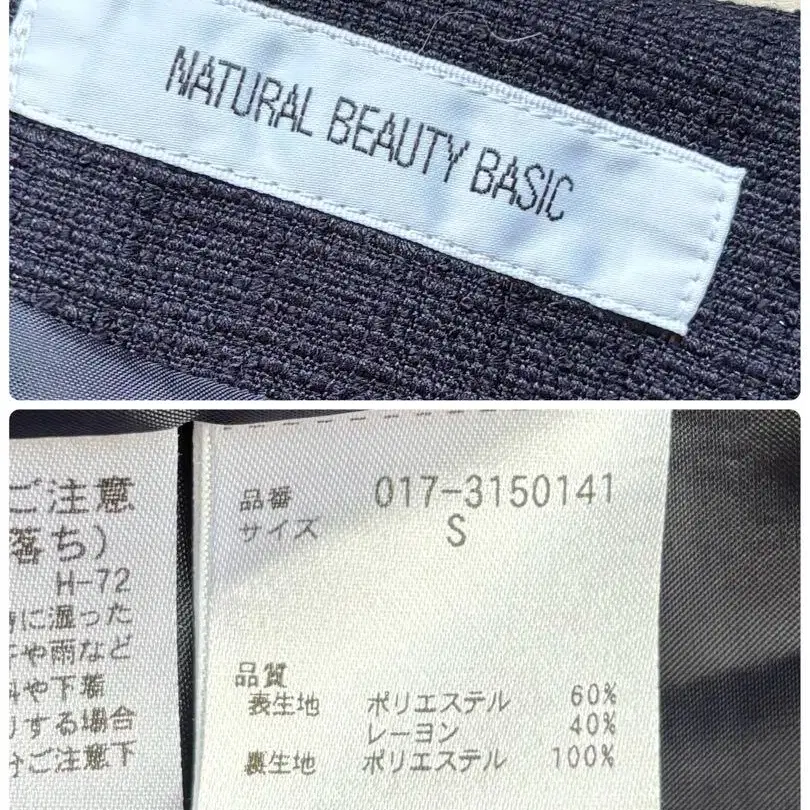 NATURAL BEAUTY BASIC
ご注意
落ち)
H-72
に湿った
や雨など
や下着
りする場合
分ご注意下
品番 017-3150141
サイズ S
品質
表生地 ポリエステル 60%
レーヨン 40%
裏生地 ポリエステル 100%